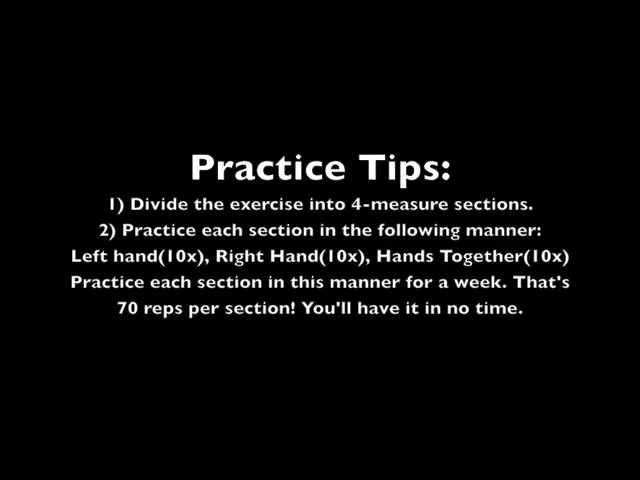 Practice Tips:
1) Divide the exercise into 4-measure sections.
2) Practice each section in the following manner:
Left hand(10x), Right Hand(10x), Hands Together(10x)
Practice each section in this manner for a week. That's
70 reps per section! You'll have it in no time.